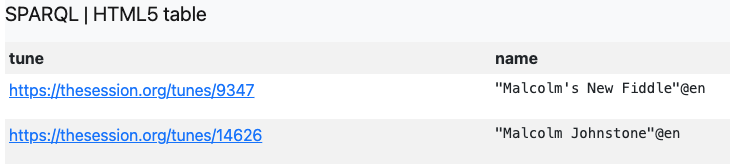 SPARQL | HTML5 table
tune name
https://thesession.org/tunes/9347 "Malcolm's New Fiddle"@en
https://thesession.org/tunes/14626 "Malcolm Johnstone"@en